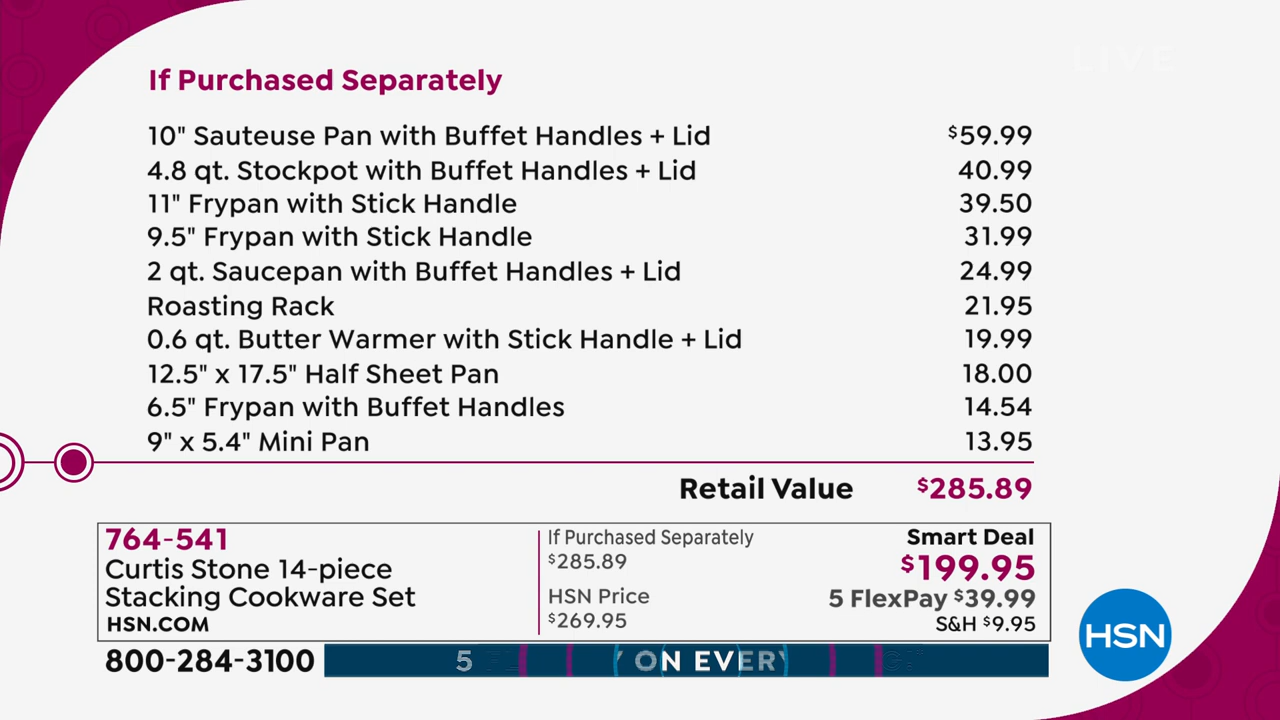 LIVE
If Purchased Separately
10" Sauteuse Pan with Buffet Handles + Lid $59.99
4.8 qt. Stockpot with Buffet Handles + Lid 40.99
11" Frypan with Stick Handle 39.50
9.5" Frypan with Stick Handle 31.99
2 qt. Saucepan with Buffet Handles + Lid 24.99
Roasting Rack 21.95
0.6 qt. Butter Warmer with Stick Handle + Lid 19.99
12.5" x 17.5" Half Sheet Pan 18.00
6.5" Frypan with Buffet Handles 14.54
9" x 5.4" Mini Pan 13.95
Retail Value $285.89
764-541
Curtis Stone 14-piece
Stacking Cookware Set
HSN.COM
If Purchased Separately
$285.89
HSN Price
$269.95
Smart Deal
$199.95
5 FlexPay $39.99
S&H $9.95
HSN
800-284-3100
5 ON EVERY